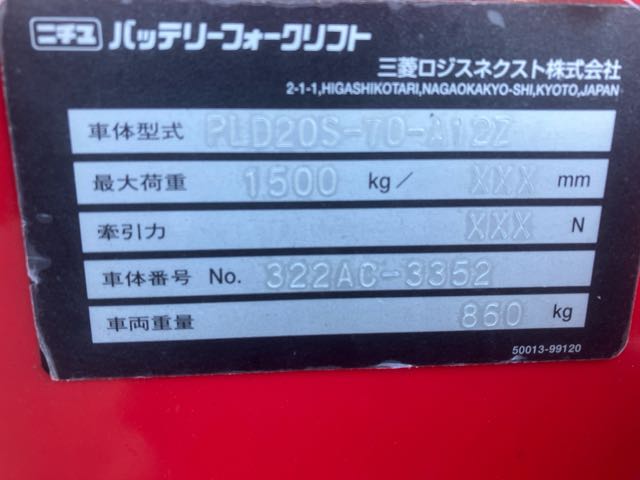 ニチユ バッテリーフォークリフト
三菱ロジスネクスト株式会社
2-1-1,HIGASHIKOTARI,NAGAOKAKYO-SHI,KYOTO,JAPAN
車体型式 PLD20S-70-A12Z
最大荷重 1500 kg/ XXX mm
牽引力 XXX N
車体番号 No. 322AC-3352
車両重量 860 kg
50013-99120